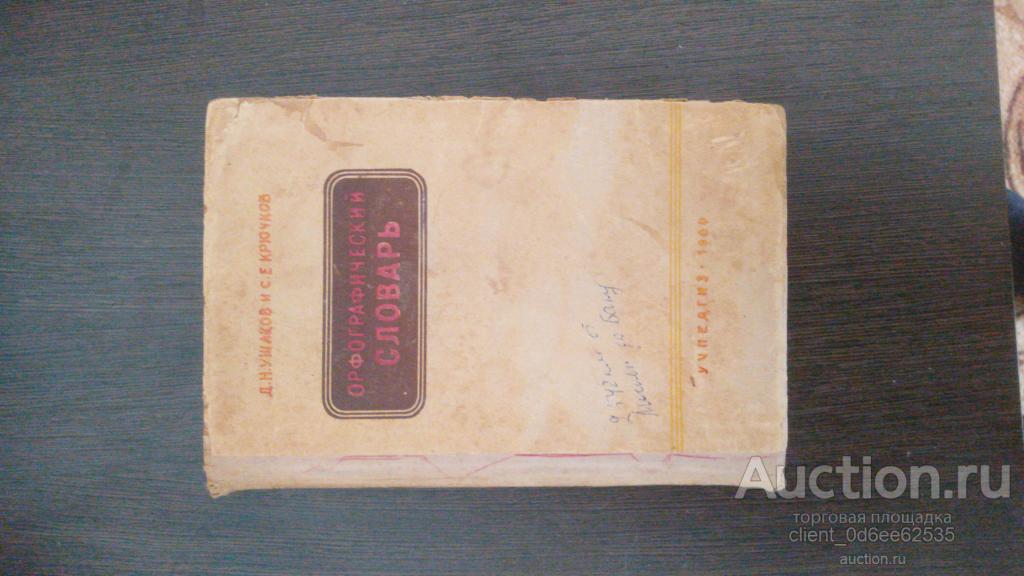 Д.Н.УШАКОВ И С.Е.КРЮЧКОВ
ОРФОГРАФИЧЕСКИЙ
СЛОВАРЬ
УЧПЕДГИЗ · 1960
Auction.ru
торговая площадка
client_0d6ee62535
auction.ru